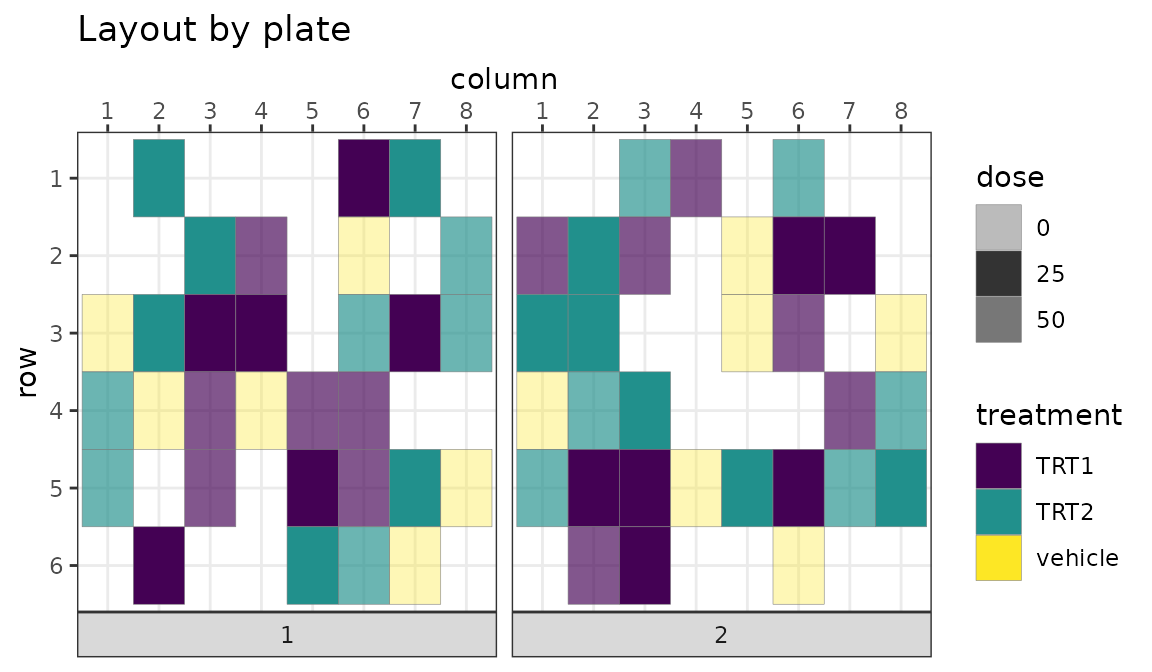 Layout by plate
column
1 2 3 4 5 6 7 8 1 2 3 4 5 6 7 8
row
1
2
3
4
5
6
1 2
dose
0
25
50
treatment
TRT1
TRT2
vehicle